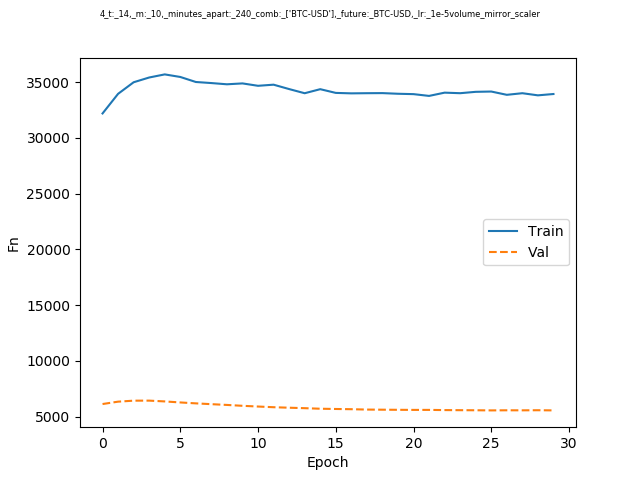 4_t:_14,_m:_10,_minutes_apart:_240_comb:_['BTC-USD'],_future:_BTC-USD,_lr:_1e-5volume_mirror_scaler
35000
30000
25000
20000
15000
10000
5000
Fn
Train
Val
0 5 10 15 20 25 30
Epoch